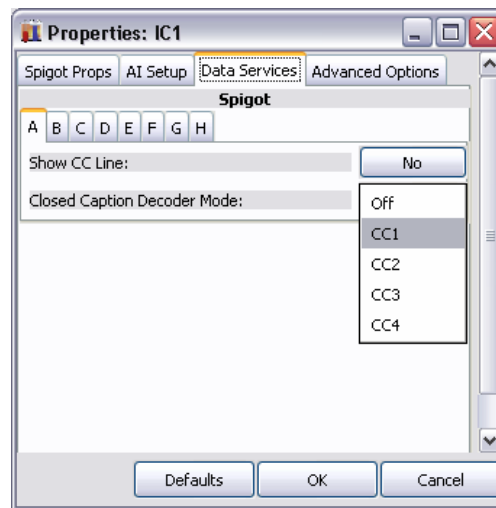 Properties: IC1
Spigot Props AI Setup Data Services Advanced Options
Spigot
A B C D E F G H
Show CC Line: No
Closed Caption Decoder Mode:
Off
CC1
CC2
CC3
CC4
Defaults OK Cancel